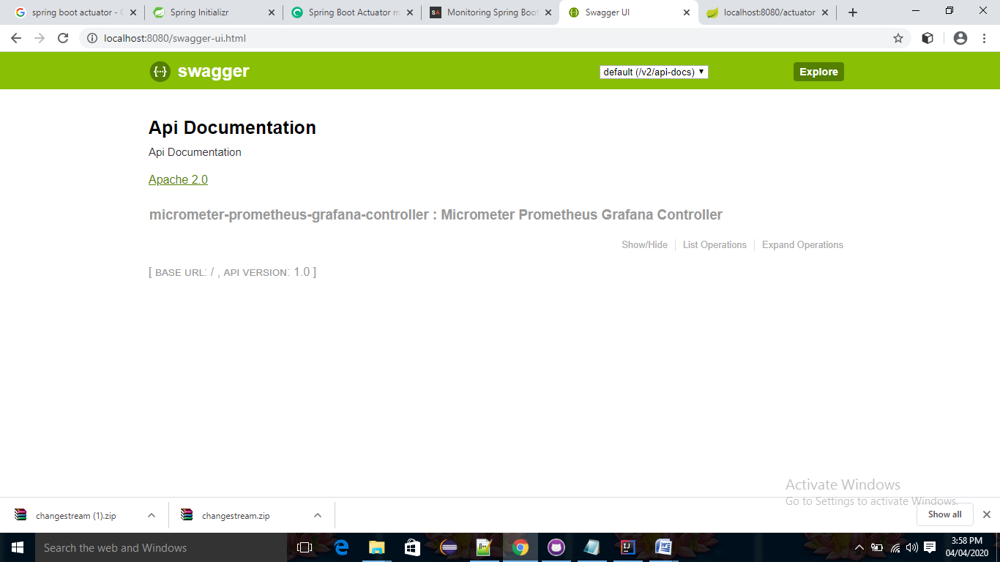 spring boot actuator - G
Spring Initializr
Spring Boot Actuator m
Monitoring Spring Boot
Swagger UI
localhost:8080/actuator
localhost:8080/swagger-ui.html
{··} swagger
default (/v2/api-docs)
Explore
Api Documentation
Api Documentation
Apache 2.0
micrometer-prometheus-grafana-controller : Micrometer Prometheus Grafana Controller
Show/Hide
List Operations
Expand Operations
[ BASE URL: / , API VERSION: 1.0 ]
Activate Windows
Go to Settings to activate Windows.
changestream (1).zip
changestream.zip
Show all
Search the web and Windows
3:58 PM
04/04/2020